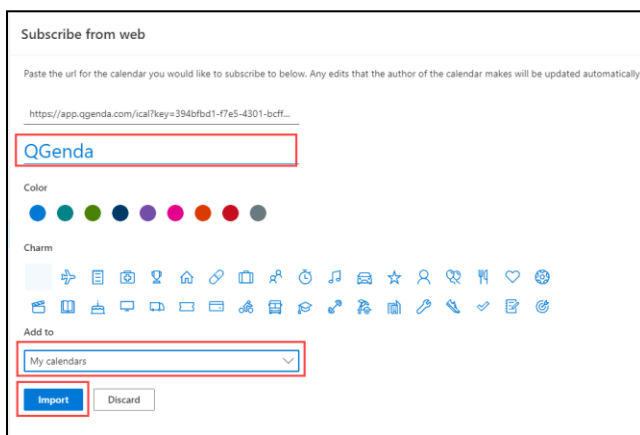 Subscribe from web
Paste the url for the calendar you would like to subscribe to below. Any edits that the author of the calendar makes will be updated automatically
https://app.qgenda.com/ical?key=394bfbd1-f7e5-4301-bcff...
QGenda
Color
Charm
Add to
My calendars
Import Discard